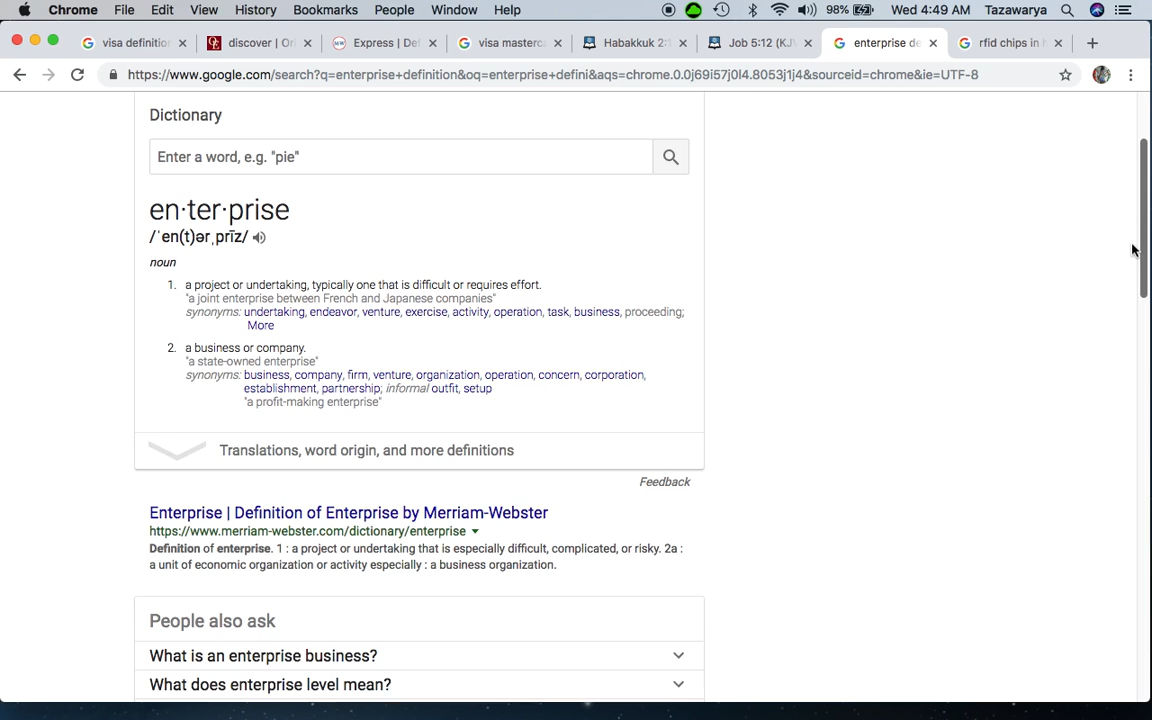 Chrome File Edit View History Bookmarks People Window Help 98% Wed 4:49 AM Tazawarya
visa definition discover | O Express | De visa masterca Habakkuk 2: Job 5:12 (KJV enterprise de rfid chips in h
https://www.google.com/search?q=enterprise+definition&oq=enterprise+defini&aqs=chrome.0.0j69i57j0l4.8053j1j4&sourceid=chrome&ie=UTF-8
Dictionary
Enter a word, e.g. "pie"
en·ter·prise
/ˈen(t)ərˌprīz/
noun
1. a project or undertaking, typically one that is difficult or requires effort.
"a joint enterprise between French and Japanese companies"
synonyms: undertaking, endeavor, venture, exercise, activity, operation, task, business, proceeding;
More
2. a business or company.
"a state-owned enterprise"
synonyms: business, company, firm, venture, organization, operation, concern, corporation,
establishment, partnership; informal outfit, setup
"a profit-making enterprise"
Translations, word origin, and more definitions
Feedback
Enterprise | Definition of Enterprise by Merriam-Webster
https://www.merriam-webster.com/dictionary/enterprise
Definition of enterprise. 1 : a project or undertaking that is especially difficult, complicated, or risky. 2a :
a unit of economic organization or activity especially : a business organization.
People also ask
What is an enterprise business?
What does enterprise level mean?